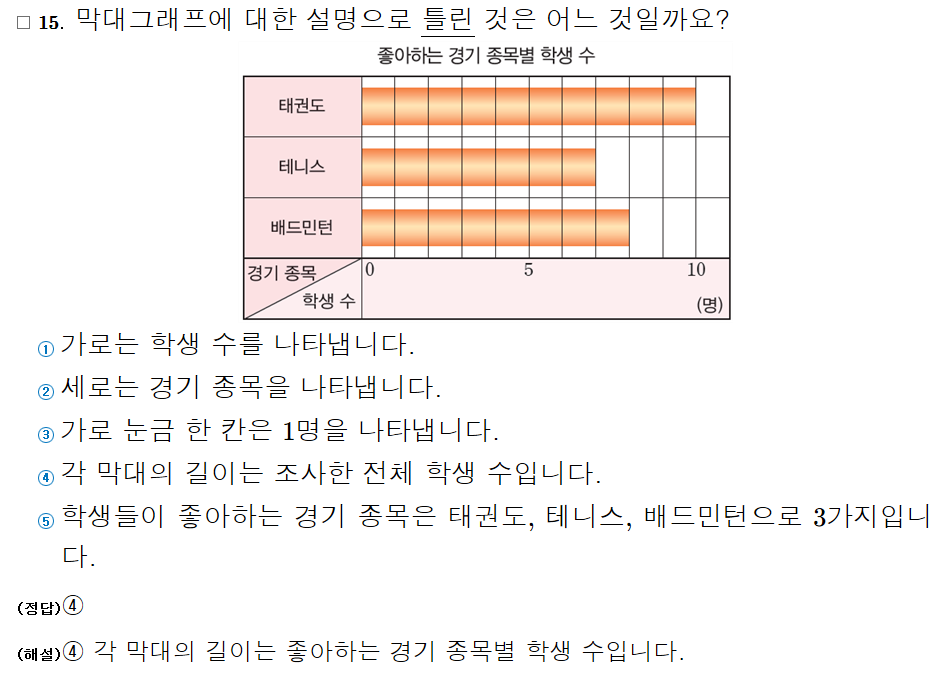 □ 15. 막대그래프에 대한 설명으로 틀린 것은 어느 것일까요?
좋아하는 경기 종목별 학생 수
태권도
테니스
배드민턴
경기 종목
학생 수
0 5 10
(명)
① 가로는 학생 수를 나타냅니다.
② 세로는 경기 종목을 나타냅니다.
③ 가로 눈금 한 칸은 1명을 나타냅니다.
④ 각 막대의 길이는 조사한 전체 학생 수입니다.
⑤ 학생들이 좋아하는 경기 종목은 태권도, 테니스, 배드민턴으로 3가지입니
다.
(정답)④
(해설)④ 각 막대의 길이는 좋아하는 경기 종목별 학생 수입니다.